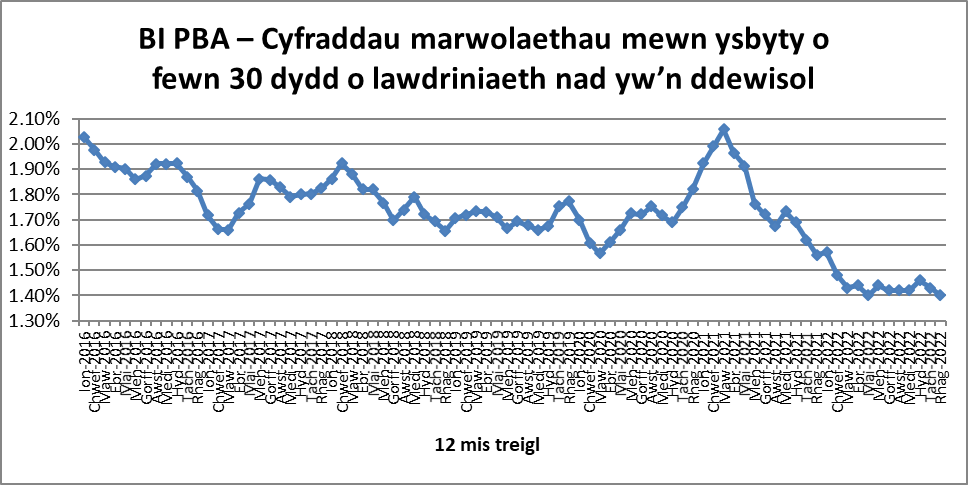 BI PBA – Cyfraddau marwolaethau mewn ysbyty o
fewn 30 dydd o lawdriniaeth nad yw’n ddewisol
2.10%
2.00%
1.90%
1.80%
1.70%
1.60%
1.50%
1.40%
1.30%
Ion-2016
Chwef-2016
Maw-2016
Ebr-2016
Mai-2016
Meh-2016
Gorff-2016
Awst-2016
Medi-2016
Hyd-2016
Tach-2016
Rhag-2016
Ion-2017
Chwef-2017
Maw-2017
Ebr-2017
Mai-2017
Meh-2017
Gorff-2017
Awst-2017
Medi-2017
Hyd-2017
Tach-2017
Rhag-2017
Ion-2018
Chwef-2018
Maw-2018
Ebr-2018
Mai-2018
Meh-2018
Gorff-2018
Awst-2018
Medi-2018
Hyd-2018
Tach-2018
Rhag-2018
Ion-2019
Chwef-2019
Maw-2019
Ebr-2019
Mai-2019
Meh-2019
Gorff-2019
Awst-2019
Medi-2019
Hyd-2019
Tach-2019
Rhag-2019
Ion-2020
Chwef-2020
Maw-2020
Ebr-2020
Mai-2020
Meh-2020
Gorff-2020
Awst-2020
Medi-2020
Hyd-2020
Tach-2020
Rhag-2020
Ion-2021
Chwef-2021
Maw-2021
Ebr-2021
Mai-2021
Meh-2021
Gorff-2021
Awst-2021
Medi-2021
Hyd-2021
Tach-2021
Rhag-2021
Ion-2022
Chwef-2022
Maw-2022
Ebr-2022
Mai-2022
Meh-2022
Gorff-2022
Awst-2022
Medi-2022
Hyd-2022
Tach-2022
Rhag-2022
12 mis treigl